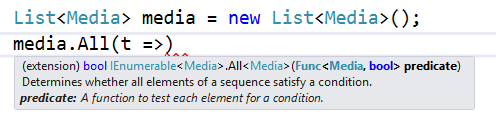 List<Media> media = new List<Media>();
media.All(t =>)
(extension) bool IEnumerable<Media>.All<Media>(Func<Media, bool> predicate)
Determines whether all elements of a sequence satisfy a condition.
predicate: A function to test each element for a condition.